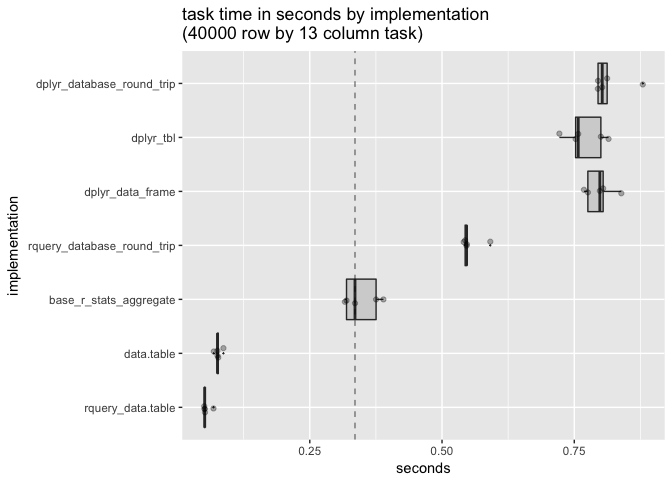 task time in seconds by implementation
(40000 row by 13 column task)
implementation
dplyr_database_round_trip
dplyr_tbl
dplyr_data_frame
rquery_database_round_trip
base_r_stats_aggregate
data.table
rquery_data.table
0.25 0.50 0.75
seconds